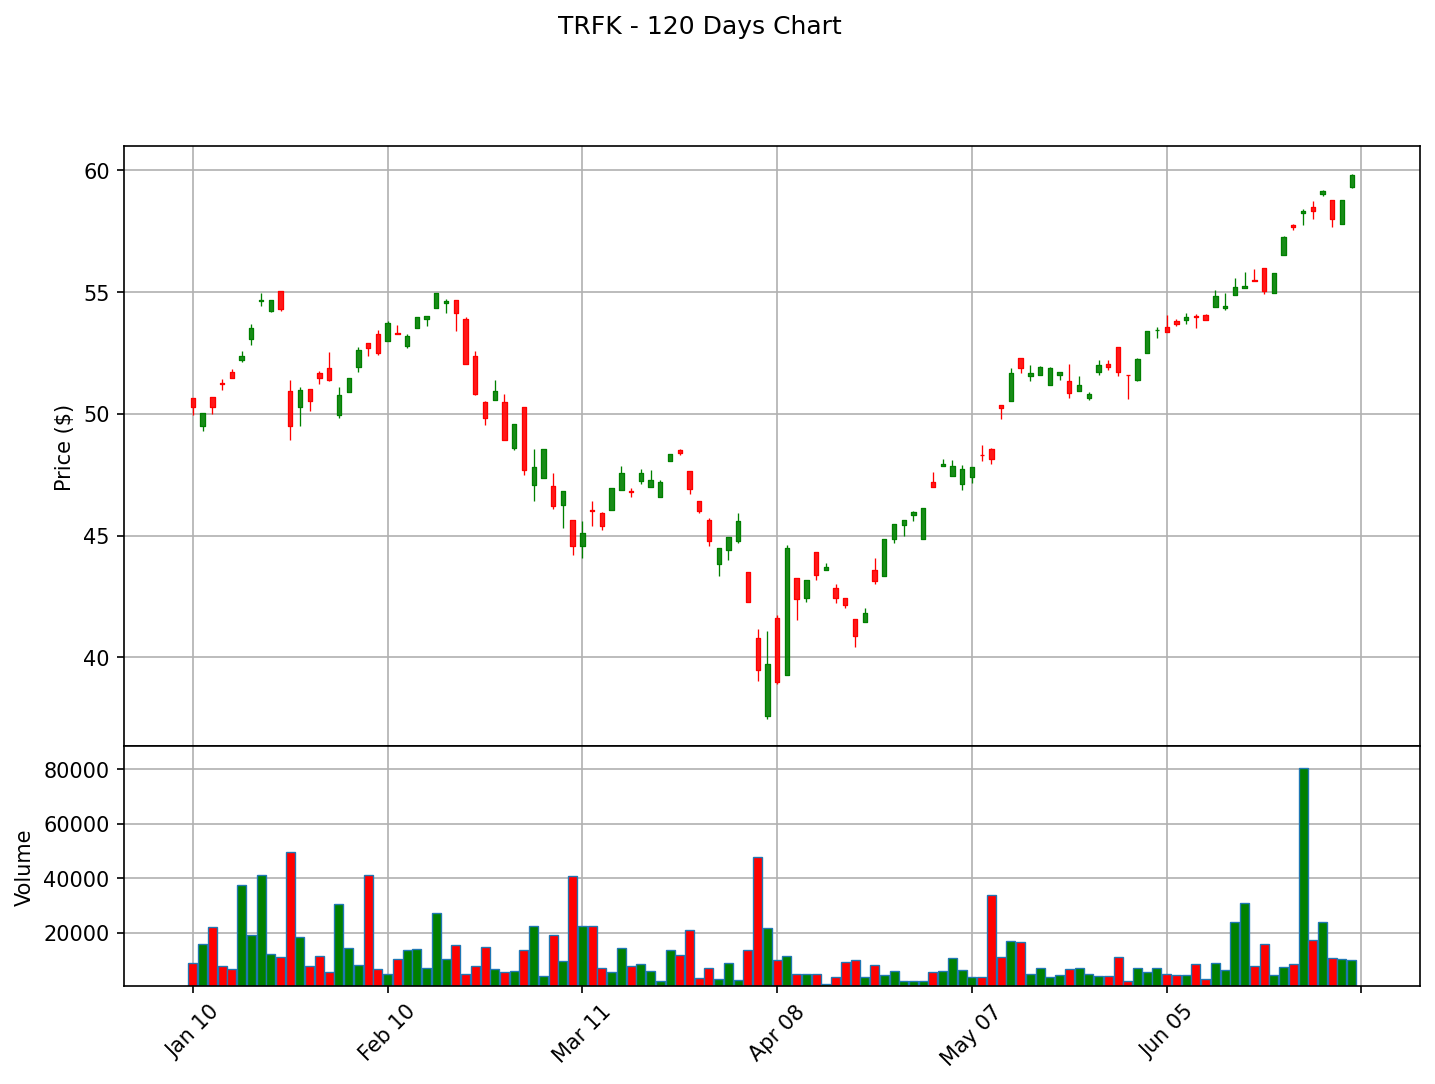 TRFK - 120 Days Chart
Price ($)
60
55
50
45
40
Volume
80000
60000
40000
20000
Jan 10
Feb 10
Mar 11
Apr 08
May 07
Jun 05